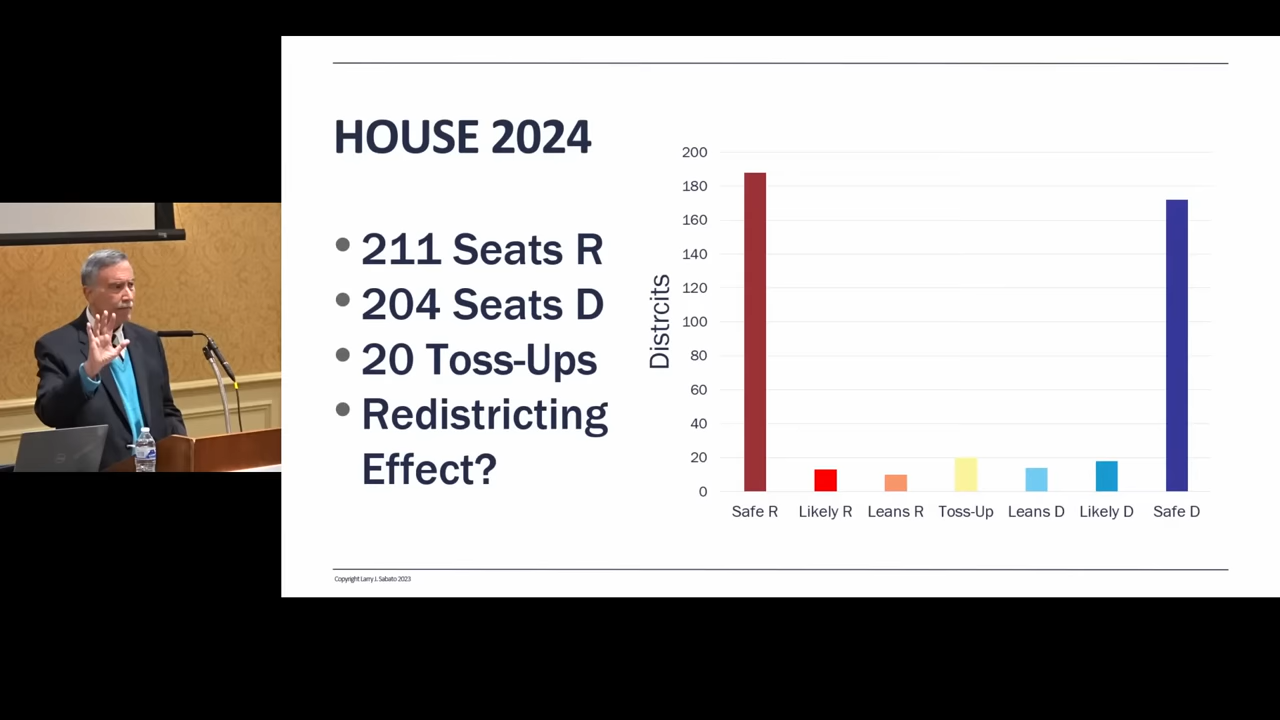 HOUSE 2024
• 211 Seats R
• 204 Seats D
• 20 Toss-Ups
• Redistricting
Effect?
Distrcits
200
180
160
140
120
100
80
60
40
20
0
Safe R
Likely R
Leans R
Toss-Up
Leans D
Likely D
Safe D
Copyright Larry J. Sabato 2023